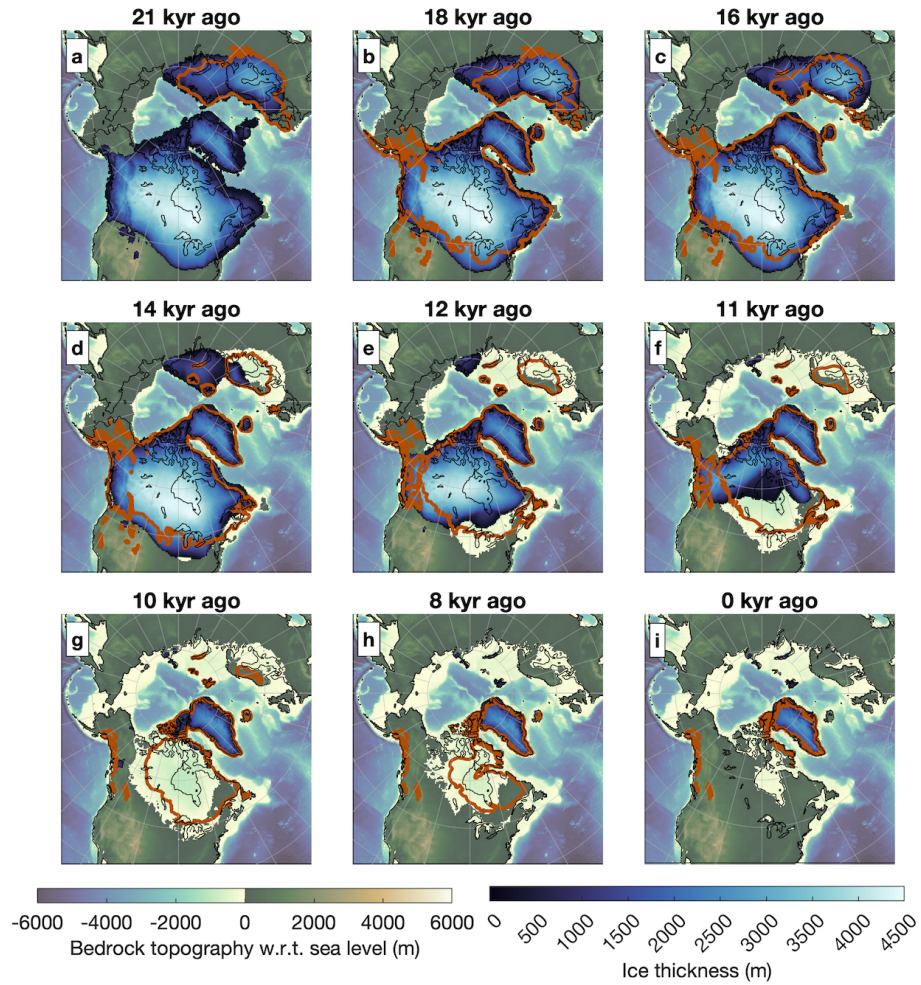 21 kyr ago
18 kyr ago
16 kyr ago
a
b
c
14 kyr ago
12 kyr ago
11 kyr ago
d
e
f
10 kyr ago
8 kyr ago
0 kyr ago
g
h
i
-6000 -4000 -2000 0 2000 4000 6000
Bedrock topography w.r.t. sea level (m)
0 500 1000 1500 2000 2500 3000 3500 4000 4500
Ice thickness (m)